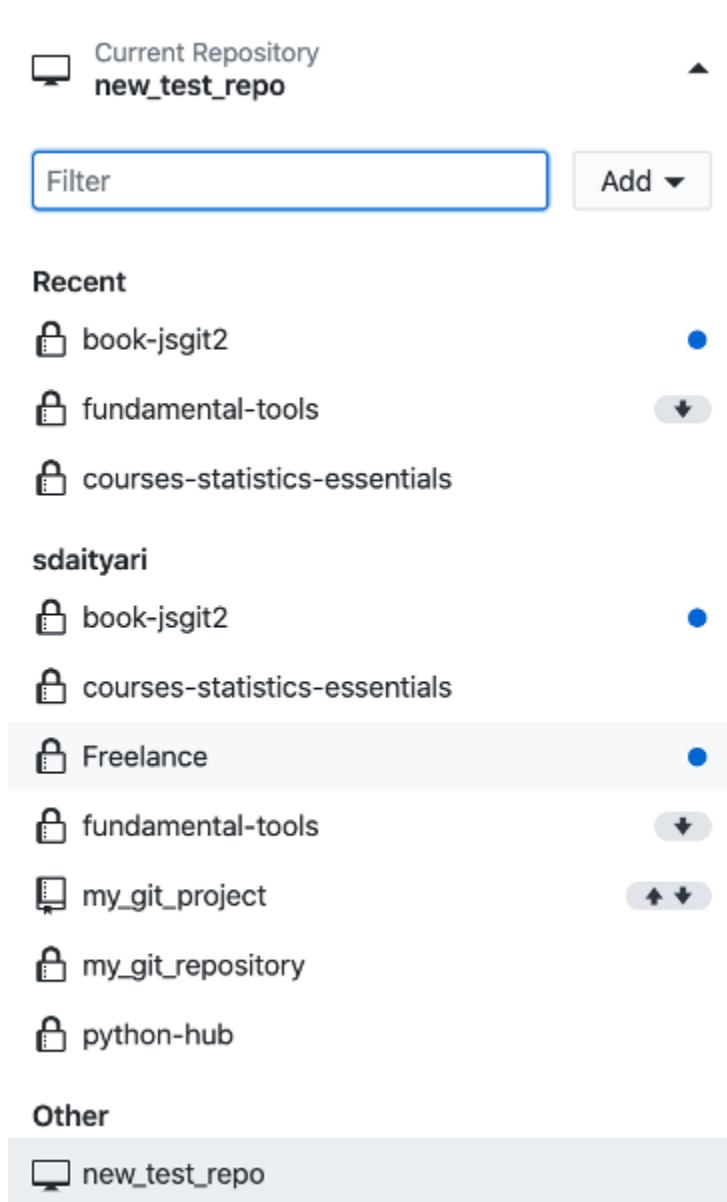 Current Repository
new_test_repo
Filter
Add
Recent
book-jsgit2
fundamental-tools
courses-statistics-essentials
sdaityari
book-jsgit2
courses-statistics-essentials
Freelance
fundamental-tools
my_git_project
my_git_repository
python-hub
Other
new_test_repo